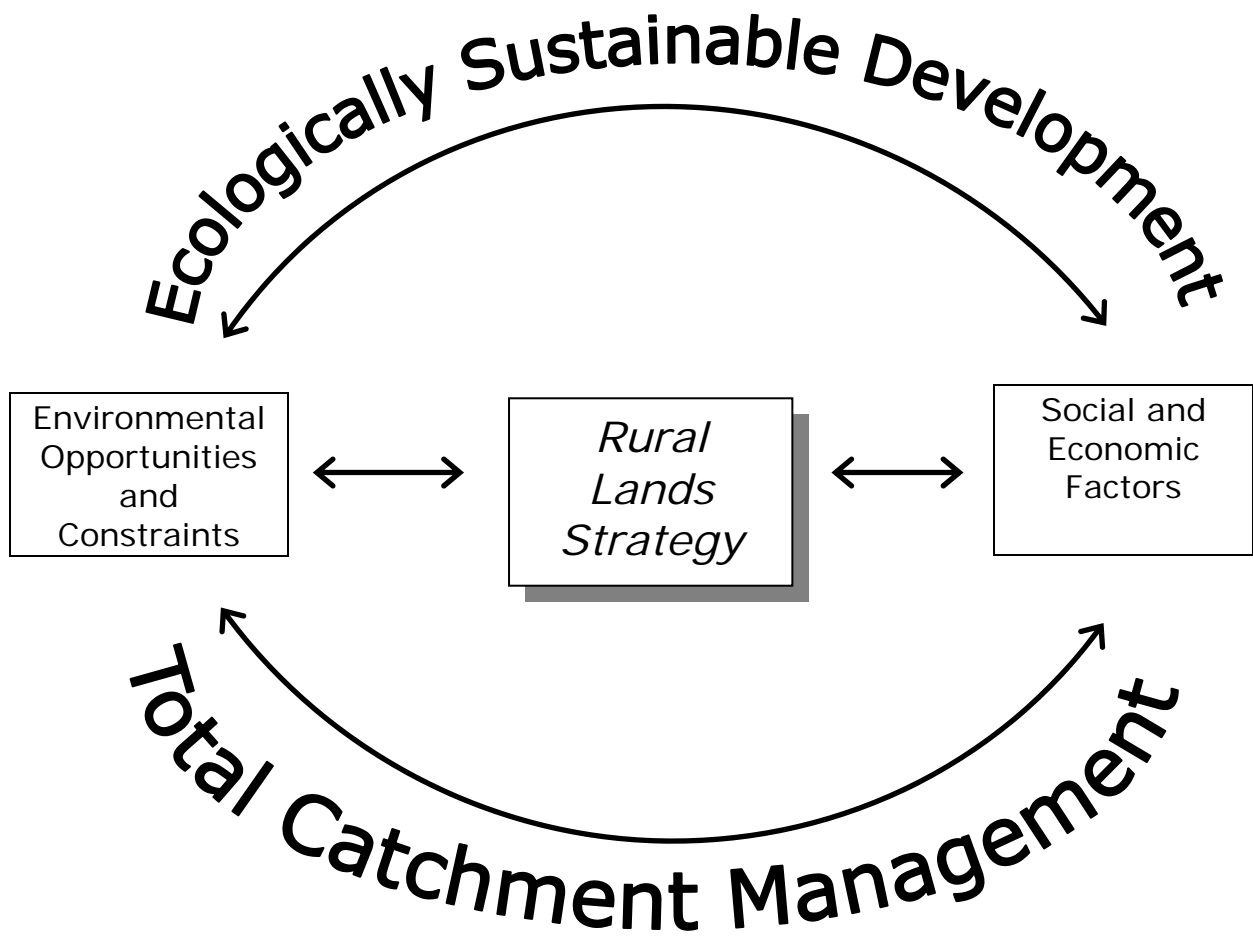 Ecologically Sustainable Development
Environmental
Opportunities
and
Constraints
Rural
Lands
Strategy
Social and
Economic
Factors
Total Catchment Management